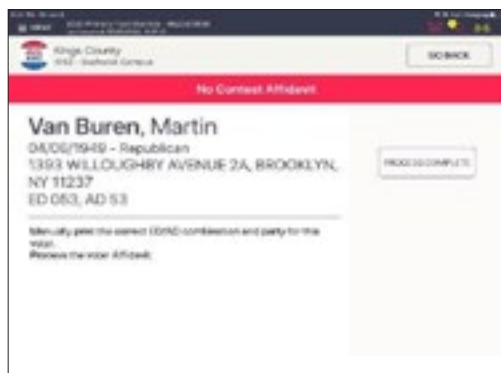 Kings County
GO BACK
No Contest Affidavit
Van Buren, Martin
04/05/1949 - Republican
1393 WILLOUGHBY AVENUE 2A, BROOKLYN,
NY 11237
ED 053, AD 53
PROCESS COMPLETE
Manually print the correct ED/AD combination and party for this
voter.
Process the voter Affidavit.